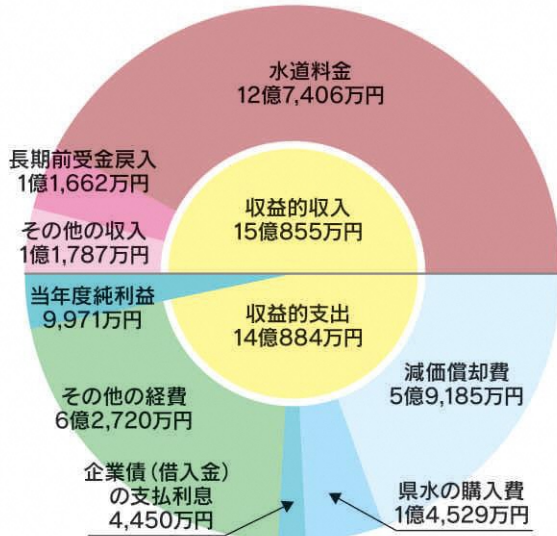 水道料金
12億7,406万円
長期前受金戻入
1億1,662万円
その他の収入
1億1,787万円
収益的収入
15億855万円
当年度純利益
9,971万円
収益的支出
14億884万円
その他の経費
6億2,720万円
減価償却費
5億9,185万円
企業債(借入金)
の支払利息
4,450万円
県水の購入費
1億4,529万円